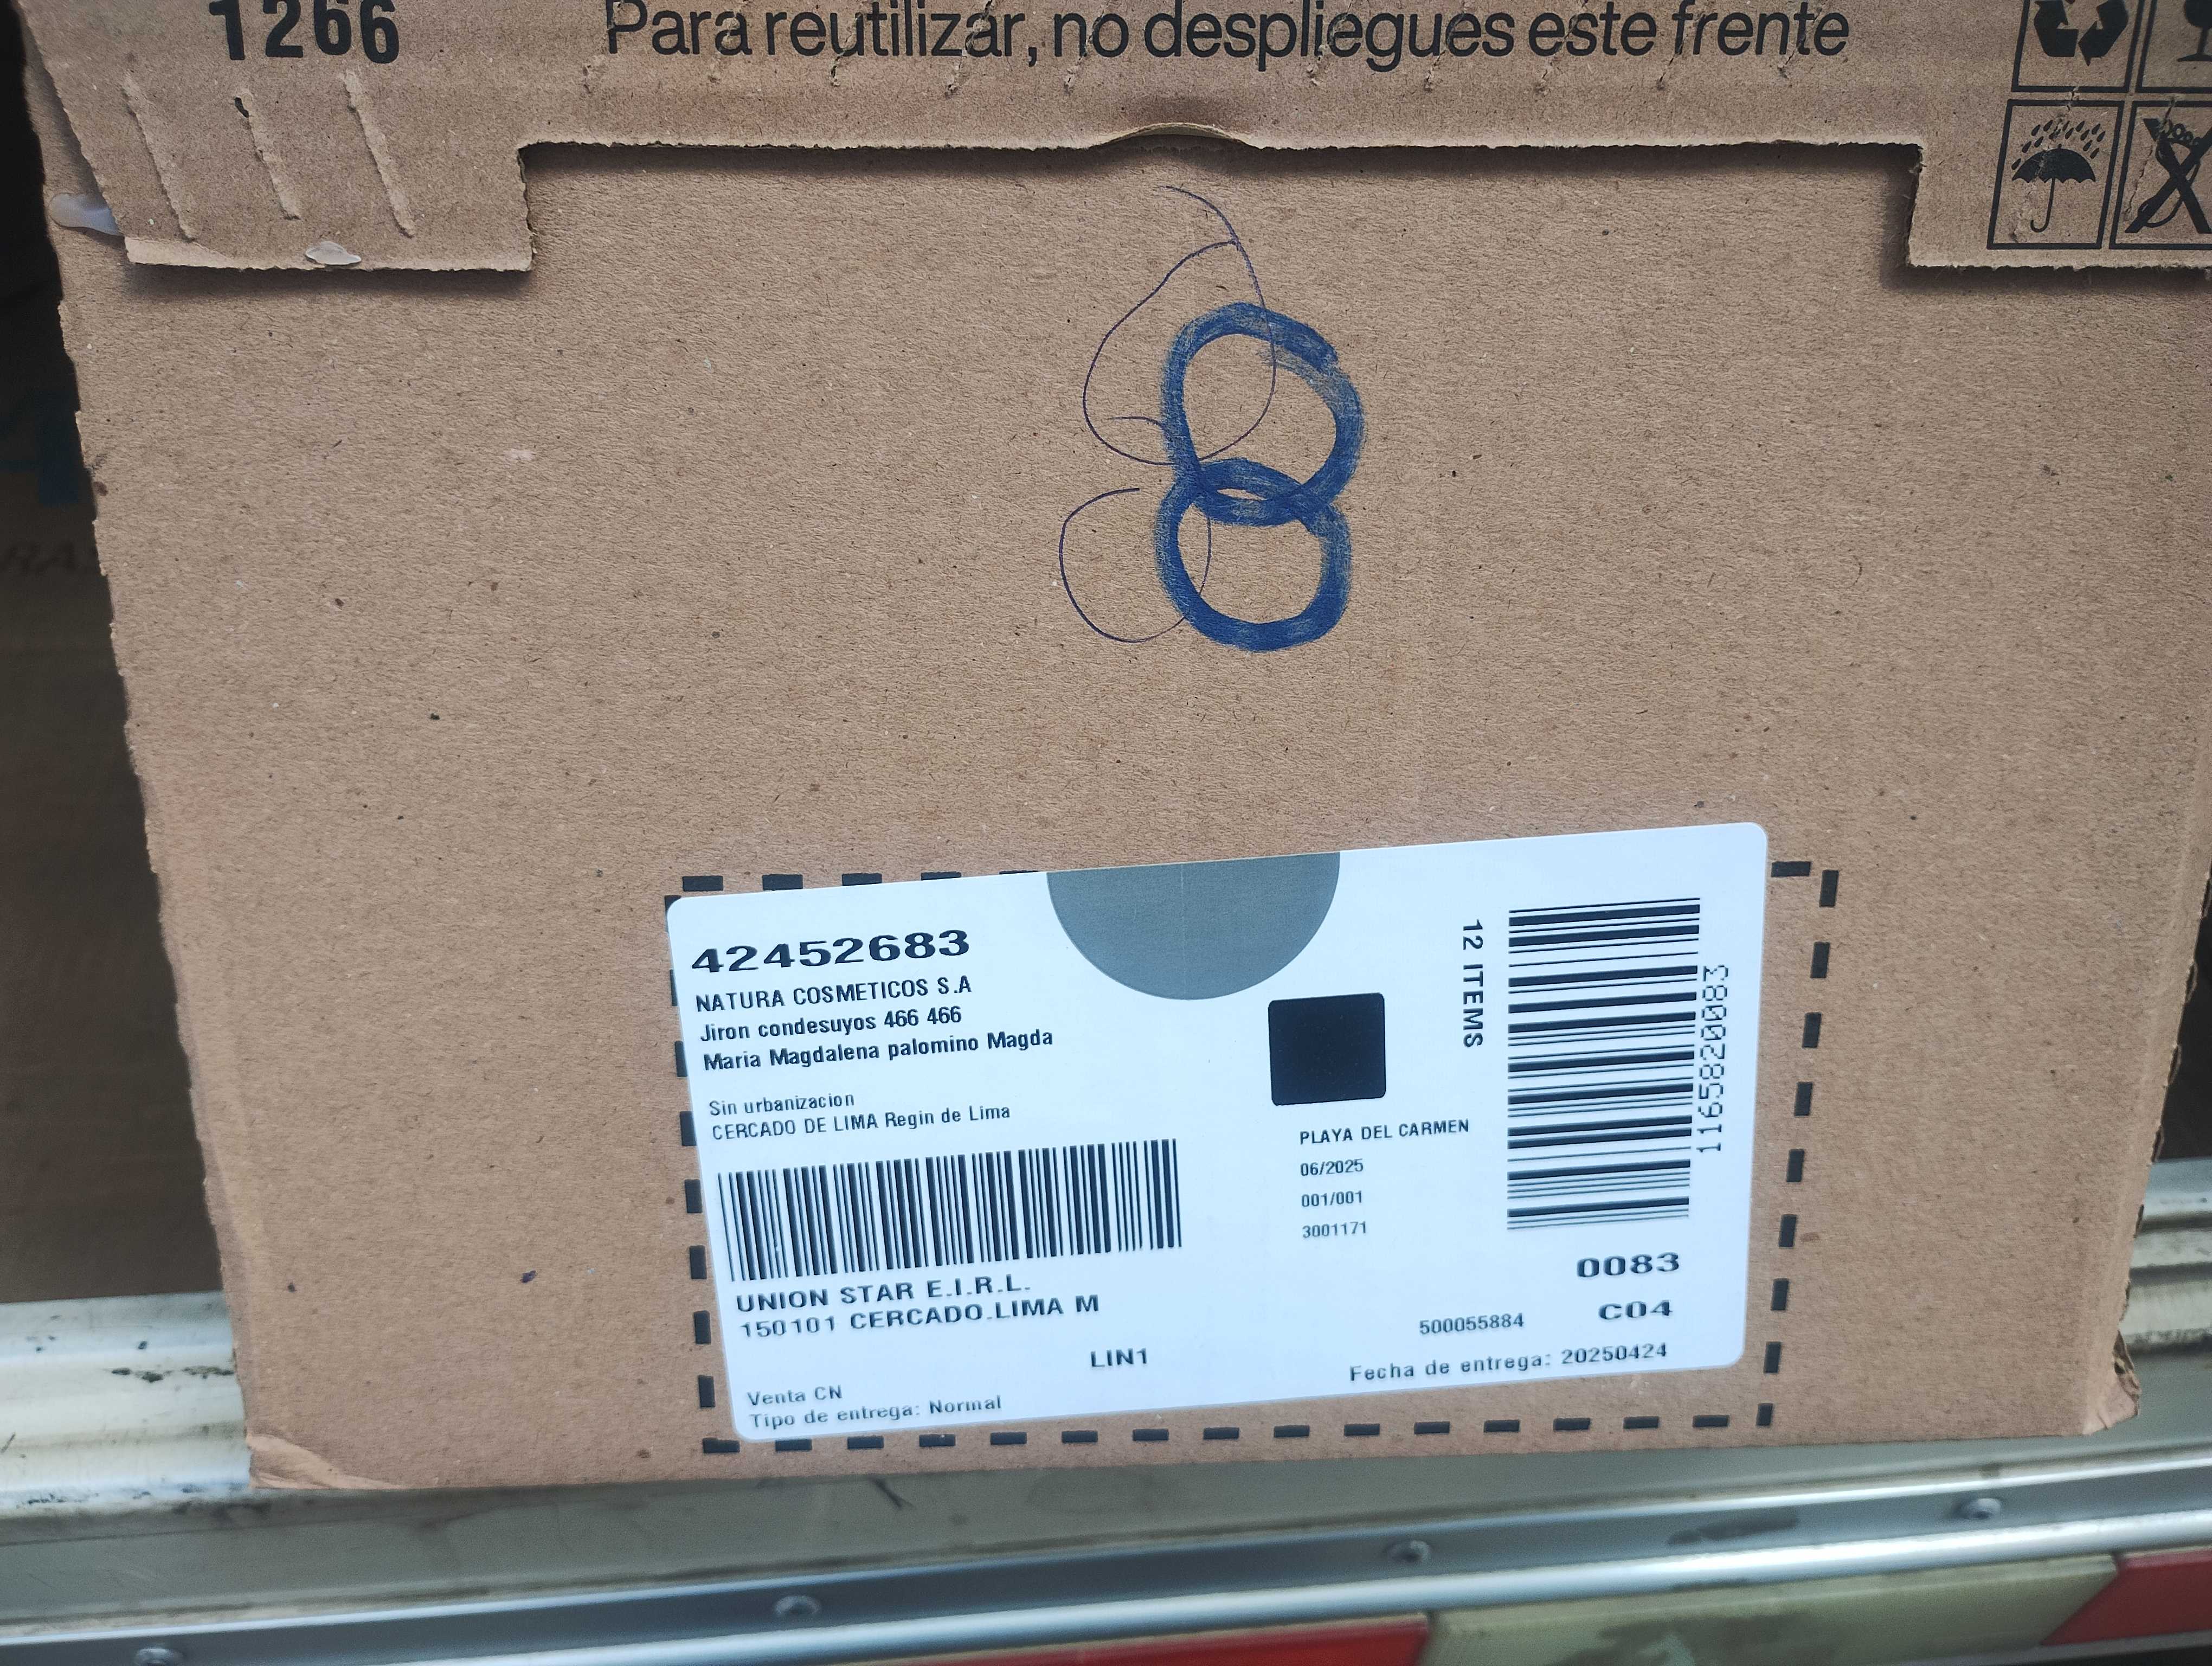 1266
Para reutilizar, no despliegues este frente
8
42452683
NATURA COSMETICOS S.A
Jiron condesuyos 466 466
Maria Magdalena palomino Magda
Sin urbanizacion
CERCADO DE LIMA Regin de Lima
UNION STAR E.I.R.L.
150101 CERCADO.LIMA M
LIN1
Venta CN
Tipo de entrega: Normal
12 ITEMS
1165820083
PLAYA DEL CARMEN
06/2025
001/001
3001171
0083
C04
500055884
Fecha de entrega: 20250424